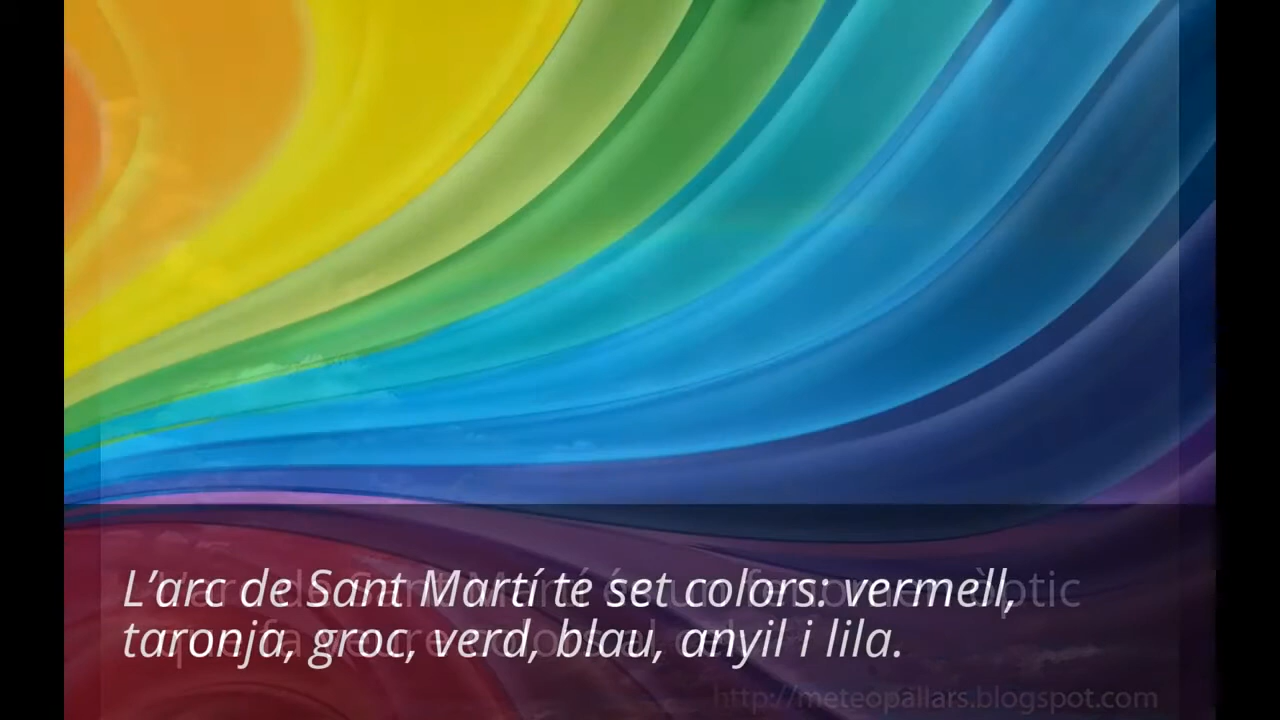 L’arc de Sant Martí té set colors: vermell,
taronja, groc, verd, blau, anyil i lila.
http://meteopallars.blogspot.com